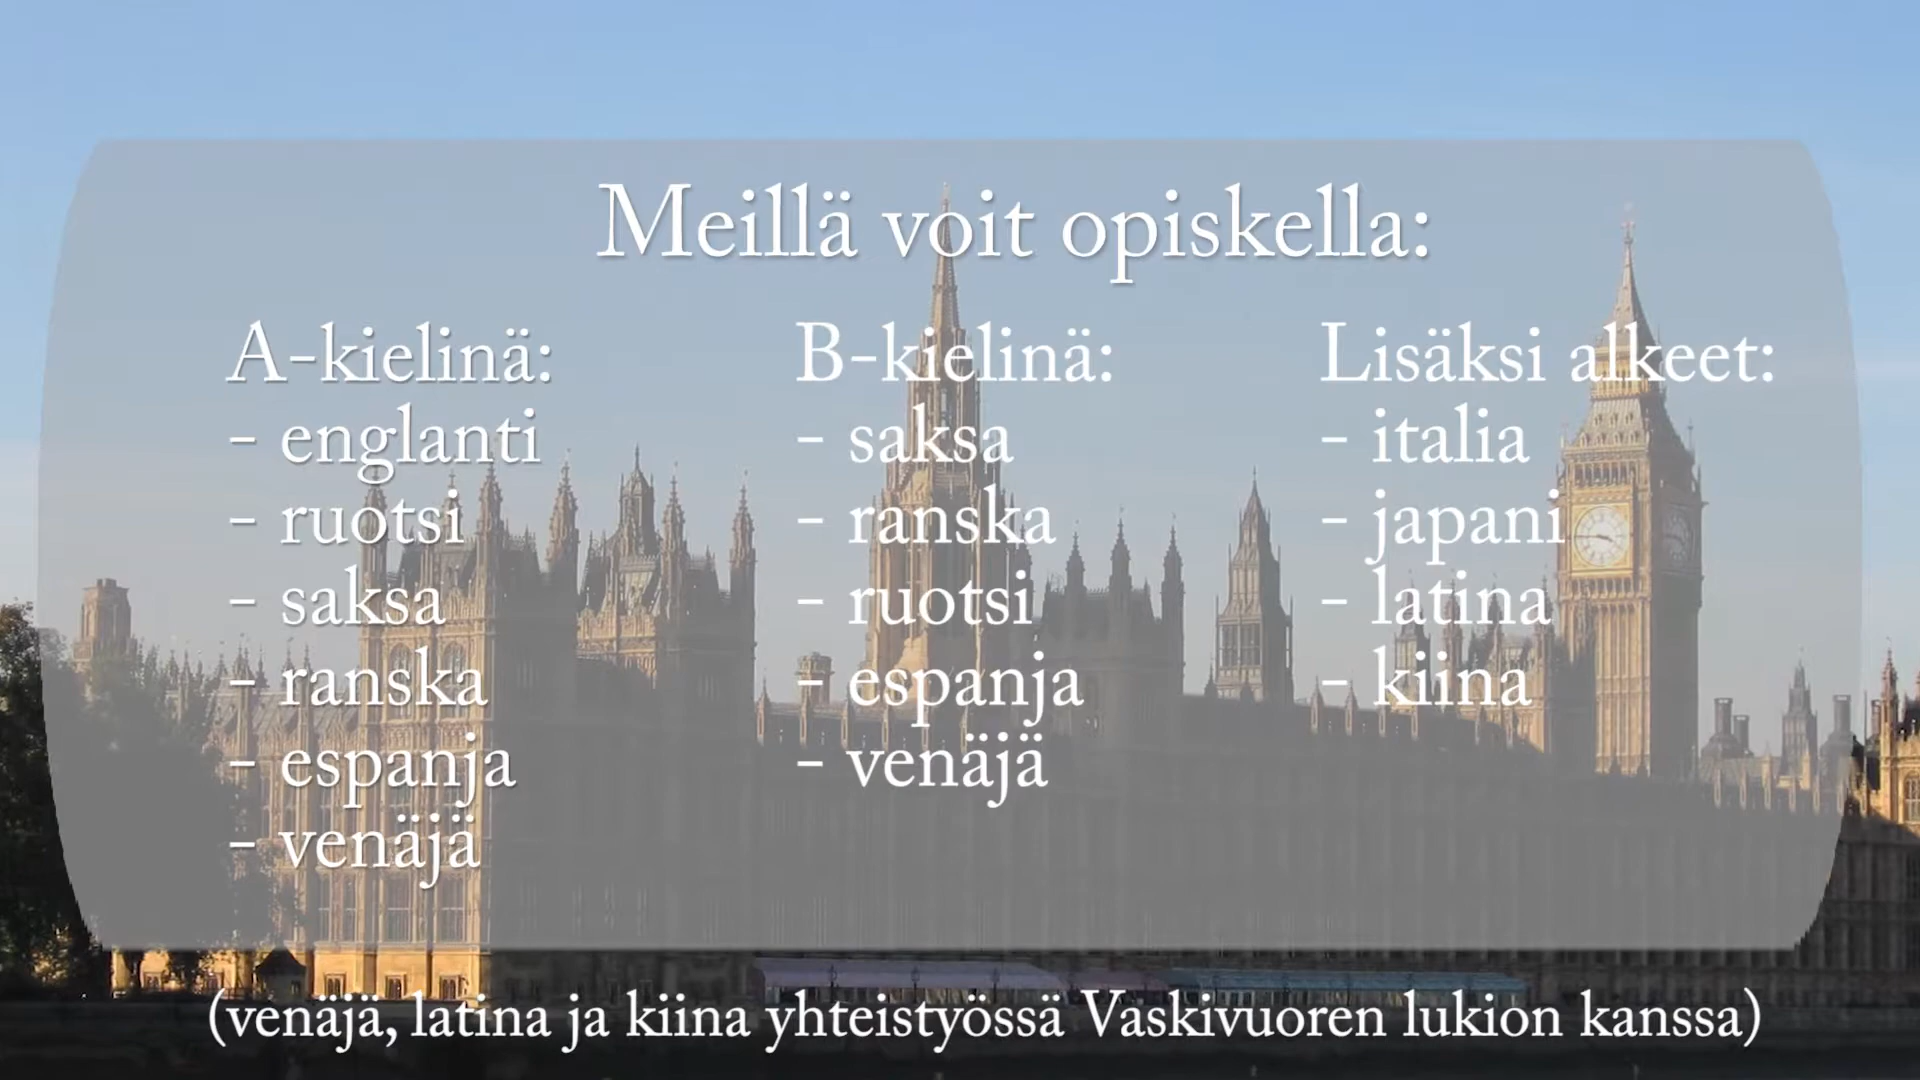 Meillä voit opiskella:
A-kielinä:
- englanti
- ruotsi
- saksa
- ranska
- espanja
- venäjä
B-kielinä:
- saksa
- ranska
- ruotsi
- espanja
- venäjä
Lisäksi alkeet:
- italia
- japani
- latina
- kiina
(venäjä, latina ja kiina yhteistyössä Vaskivuoren lukion kanssa)